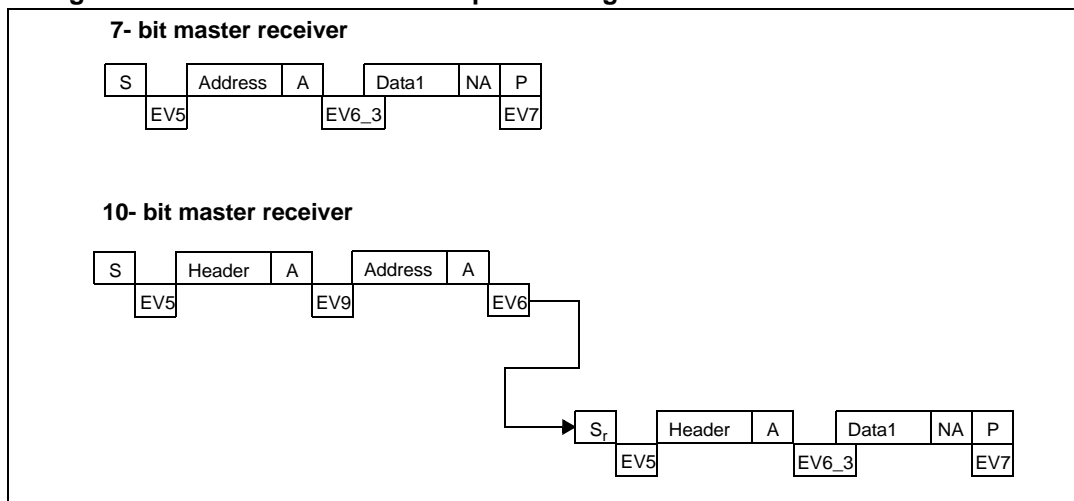 7- bit master receiver
S Address A Data1 NA P
EV5 EV6_3 EV7
10- bit master receiver
S Header A Address A
EV5 EV9 EV6
Sr Header A Data1 NA P
EV5 EV6_3 EV7